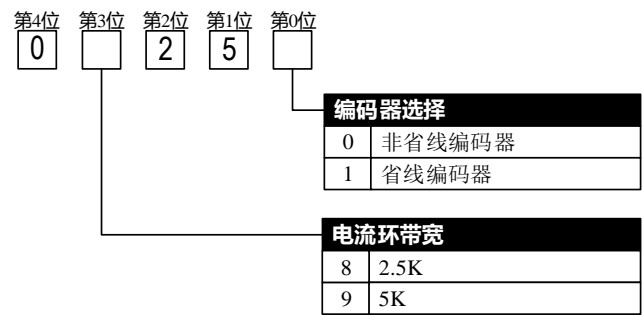 第4位 第3位 第2位 第1位 第0位
0 2 5
编码器选择
0 非省线编码器
1 省线编码器
电流环带宽
8 2.5K
9 5K